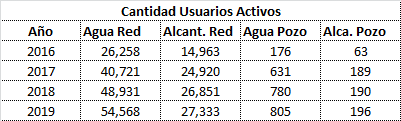 Cantidad Usuarios Activos
Año Agua Red Alcant. Red Agua Pozo Alca. Pozo
2016 26,258 14,963 176 63
2017 40,721 24,920 631 189
2018 48,931 26,851 780 190
2019 54,568 27,333 805 196